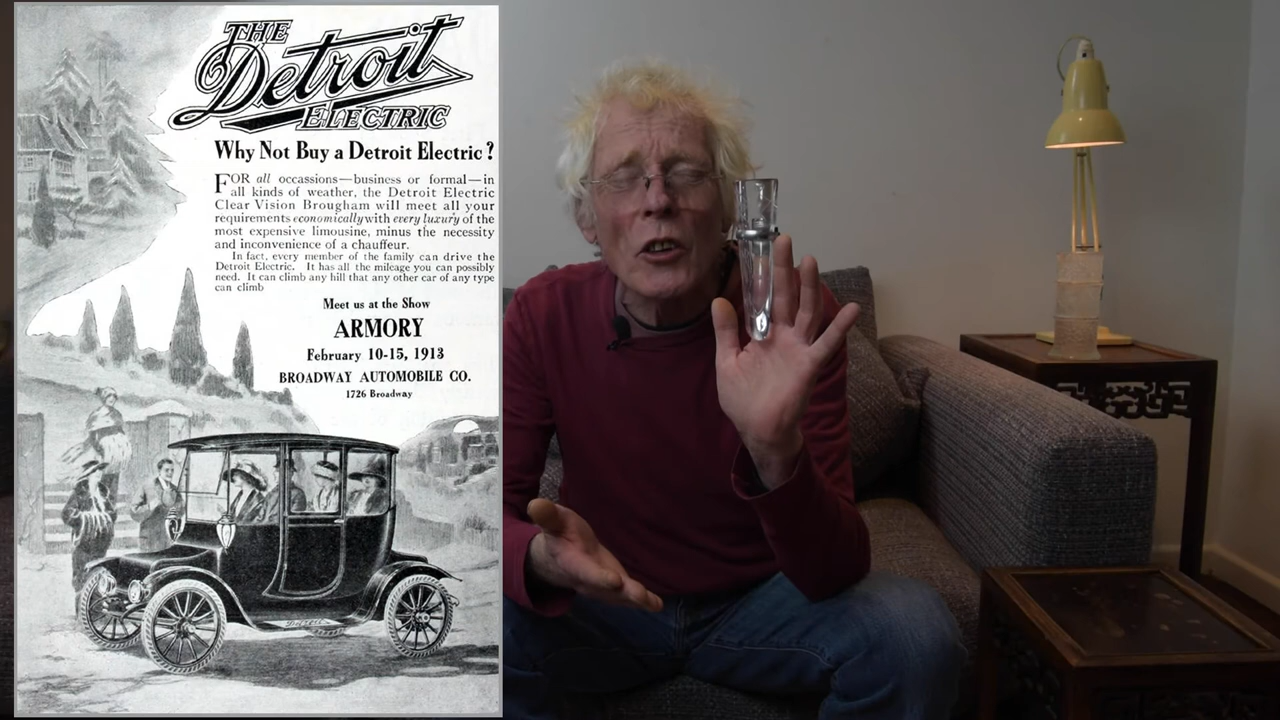 THE
Detroit
ELECTRIC
Why Not Buy a Detroit Electric?
FOR all occassions—business or formal—in
all kinds of weather, the Detroit Electric
Clear Vision Brougham will meet all your
requirements economically with every luxury of the
most expensive limousine, minus the necessity
and inconvenience of a chauffeur.
In fact, every member of the family can drive the
Detroit Electric. It has all the mileage you can possibly
need. It can climb any hill that any other car of any type
can climb
Meet us at the Show
ARMORY
February 10-15, 1913
BROADWAY AUTOMOBILE CO.
1726 Broadway